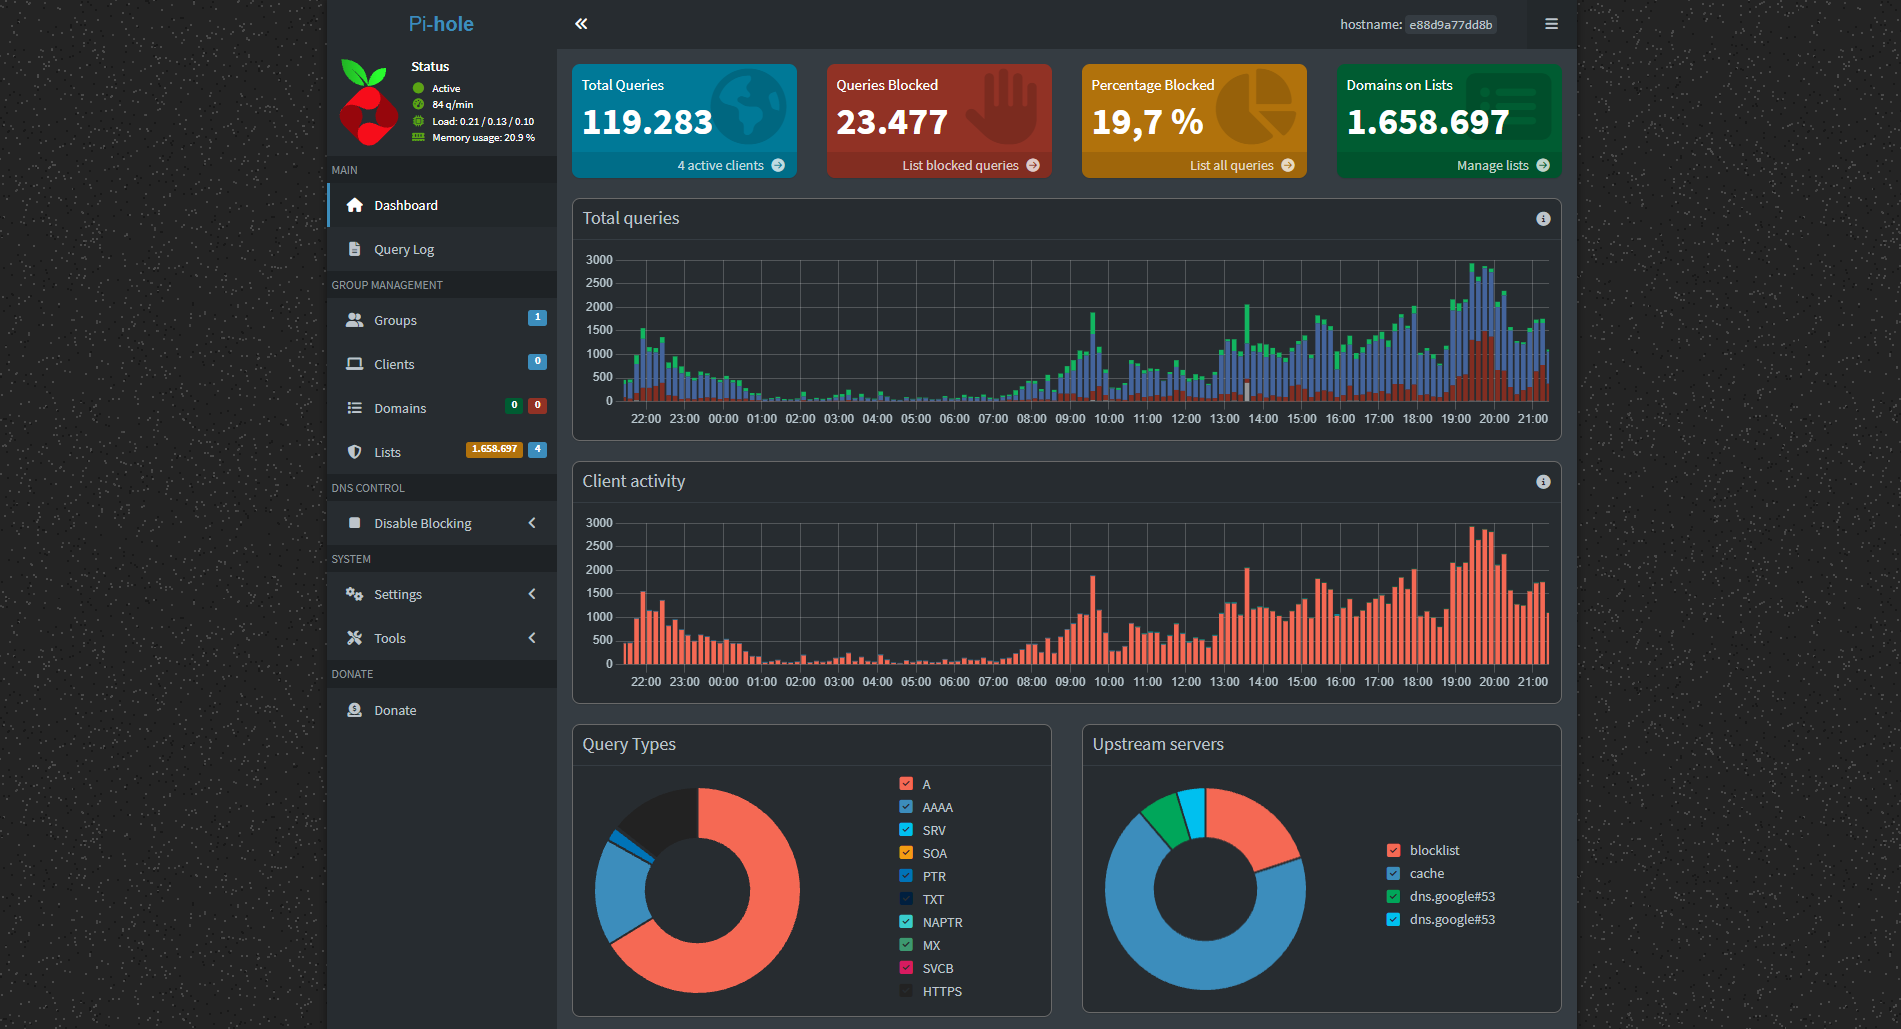 Pi-hole
hostname: e88d9a77dd8b
Status
Active
84 q/min
Load: 0.21 / 0.13 / 0.10
Memory usage: 20.9 %
MAIN
Dashboard
Query Log
GROUP MANAGEMENT
Groups 1
Clients 0
Domains 0 0
Lists 1.658.697 4
DNS CONTROL
Disable Blocking
SYSTEM
Settings
Tools
DONATE
Donate
Total Queries
119.283
4 active clients
Queries Blocked
23.477
List blocked queries
Percentage Blocked
19,7 %
List all queries
Domains on Lists
1.658.697
Manage lists
Total queries
3000
2500
2000
1500
1000
500
0
22:00 23:00 00:00 01:00 02:00 03:00 04:00 05:00 06:00 07:00 08:00 09:00 10:00 11:00 12:00 13:00 14:00 15:00 16:00 17:00 18:00 19:00 20:00 21:00
Client activity
3000
2500
2000
1500
1000
500
0
22:00 23:00 00:00 01:00 02:00 03:00 04:00 05:00 06:00 07:00 08:00 09:00 10:00 11:00 12:00 13:00 14:00 15:00 16:00 17:00 18:00 19:00 20:00 21:00
Query Types
A
AAAA
SRV
SOA
PTR
TXT
NAPTR
MX
SVCB
HTTPS
Upstream servers
blocklist
cache
dns.google#53
dns.google#53